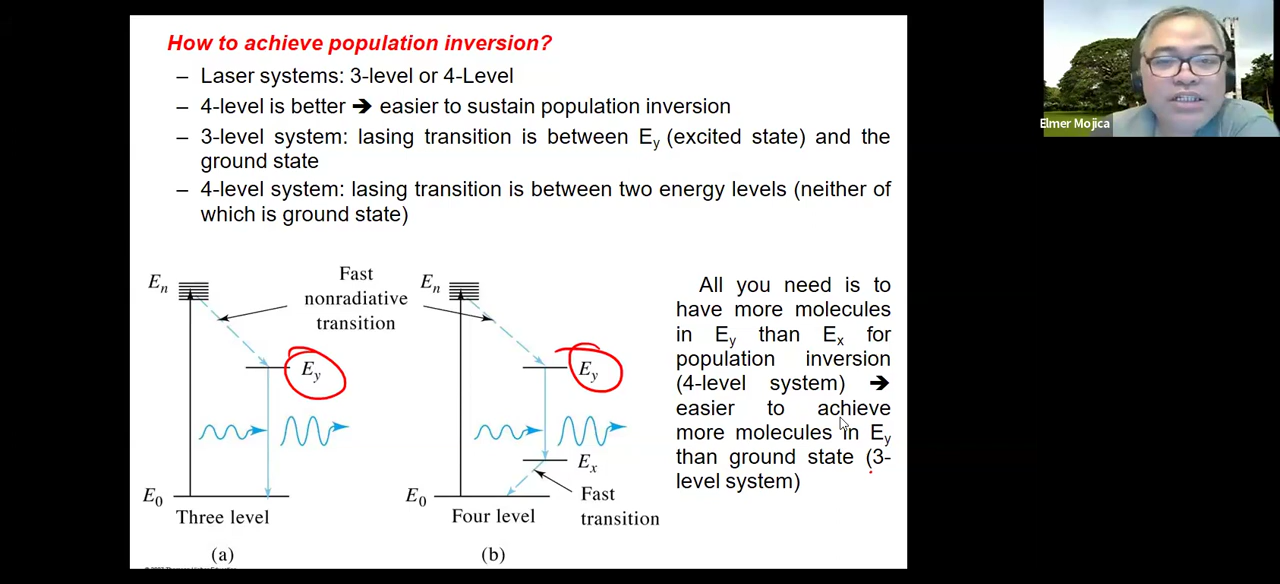 How to achieve population inversion?
– Laser systems: 3-level or 4-Level
– 4-level is better ➔ easier to sustain population inversion
– 3-level system: lasing transition is between Ey (excited state) and the
ground state
– 4-level system: lasing transition is between two energy levels (neither of
which is ground state)
Elmer Mojica
En
Fast
nonradiative
transition
En
Ey
Ey
Ex
E0
E0
Fast
transition
Three level
Four level
(a)
(b)
All you need is to
have more molecules
in Ey than Ex for
population inversion
(4-level system) ➔
easier to achieve
more molecules in Ey
than ground state (3-
level system)